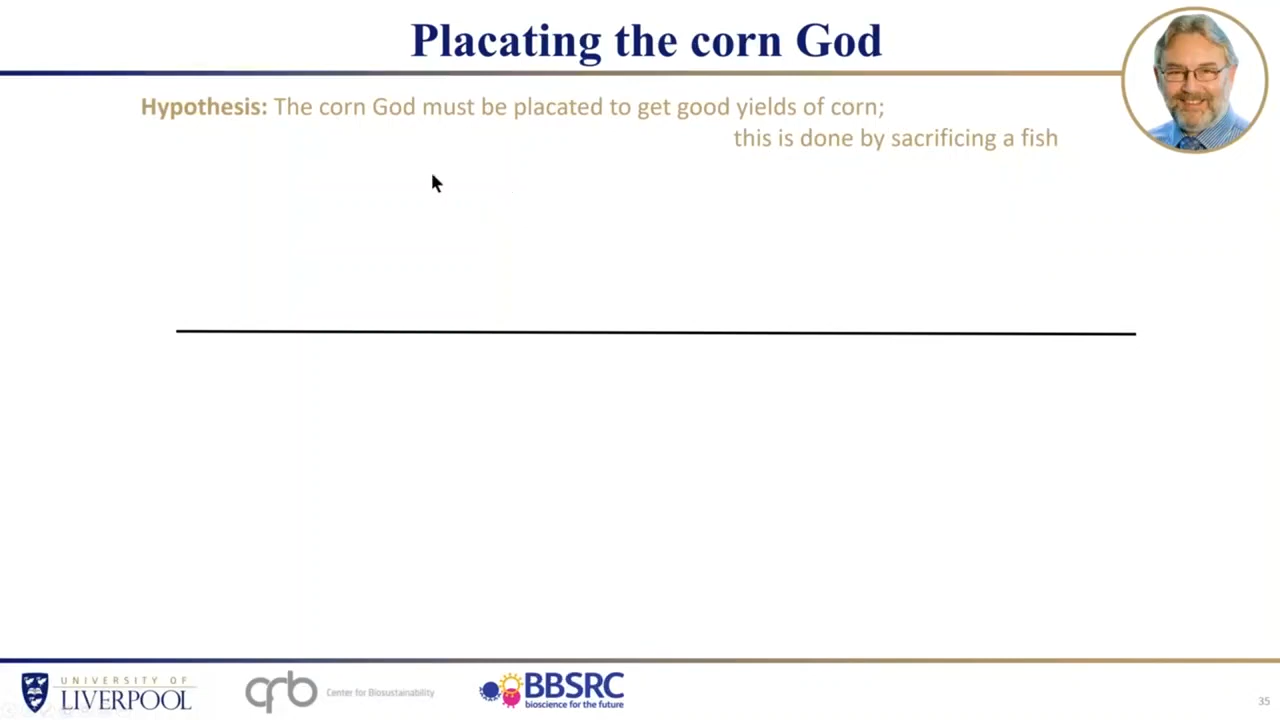 Placating the corn God
Hypothesis: The corn God must be placated to get good yields of corn;
this is done by sacrificing a fish
UNIVERSITY OF
LIVERPOOL
Center for Biosustainability
BBSRC
bioscience for the future
35